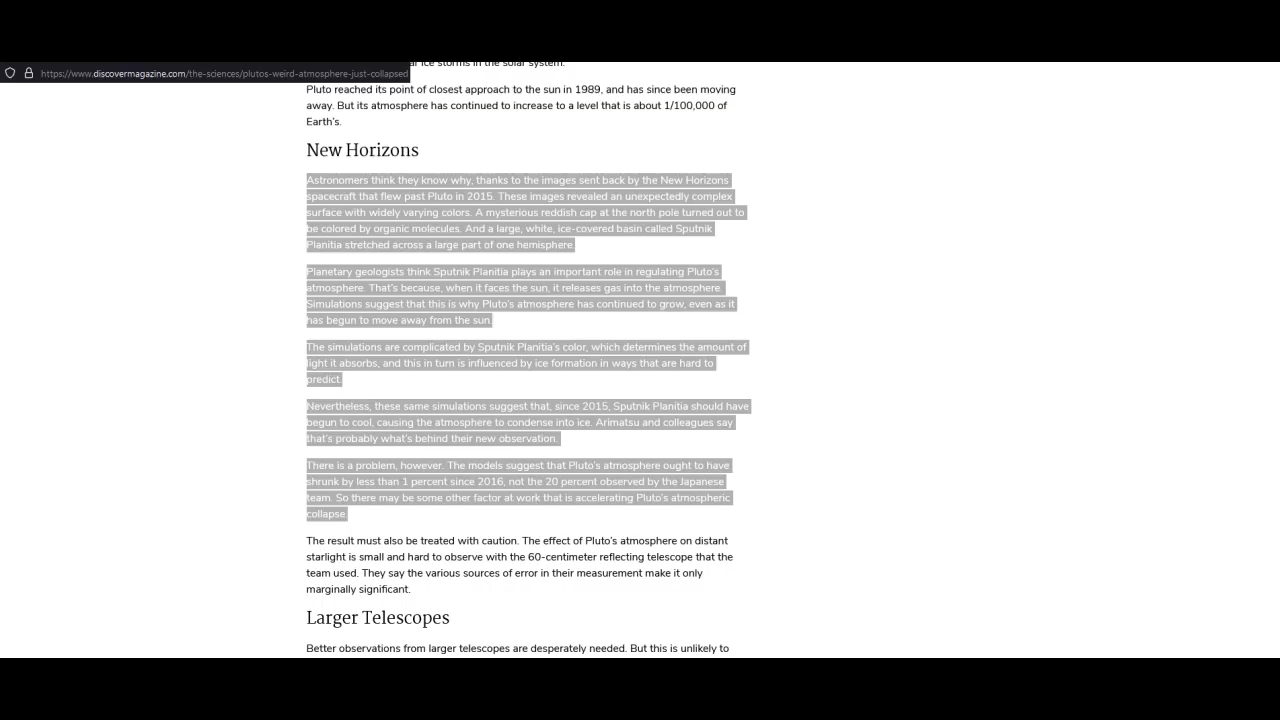 https://www.discovermagazine.com/the-sciences/plutos-weird-atmosphere-just-collapsed
ice storms in the solar system.
Pluto reached its point of closest approach to the sun in 1989, and has since been moving
away. But its atmosphere has continued to increase to a level that is about 1/100,000 of
Earth's.
New Horizons
Astronomers think they know why, thanks to the images sent back by the New Horizons
spacecraft that flew past Pluto in 2015. These images revealed an unexpectedly complex
surface with widely varying colors. A mysterious reddish cap at the north pole turned out to
be colored by organic molecules. And a large, white, ice-covered basin called Sputnik
Planitia stretched across a large part of one hemisphere.
Planetary geologists think Sputnik Planitia plays an important role in regulating Pluto's
atmosphere. That's because, when it faces the sun, it releases gas into the atmosphere.
Simulations suggest that this is why Pluto's atmosphere has continued to grow, even as it
has begun to move away from the sun.
The simulations are complicated by Sputnik Planitia's color, which determines the amount of
light it absorbs, and this in turn is influenced by ice formation in ways that are hard to
predict.
Nevertheless, these same simulations suggest that, since 2015, Sputnik Planitia should have
begun to cool, causing the atmosphere to condense into ice. Arimatsu and colleagues say
that's probably what's behind their new observation.
There is a problem, however. The models suggest that Pluto's atmosphere ought to have
shrunk by less than 1 percent since 2016, not the 20 percent observed by the Japanese
team. So there may be some other factor at work that is accelerating Pluto's atmospheric
collapse.
The result must also be treated with caution. The effect of Pluto's atmosphere on distant
starlight is small and hard to observe with the 60-centimeter reflecting telescope that the
team used. They say the various sources of error in their measurement make it only
marginally significant.
Larger Telescopes
Better observations from larger telescopes are desperately needed. But this is unlikely to